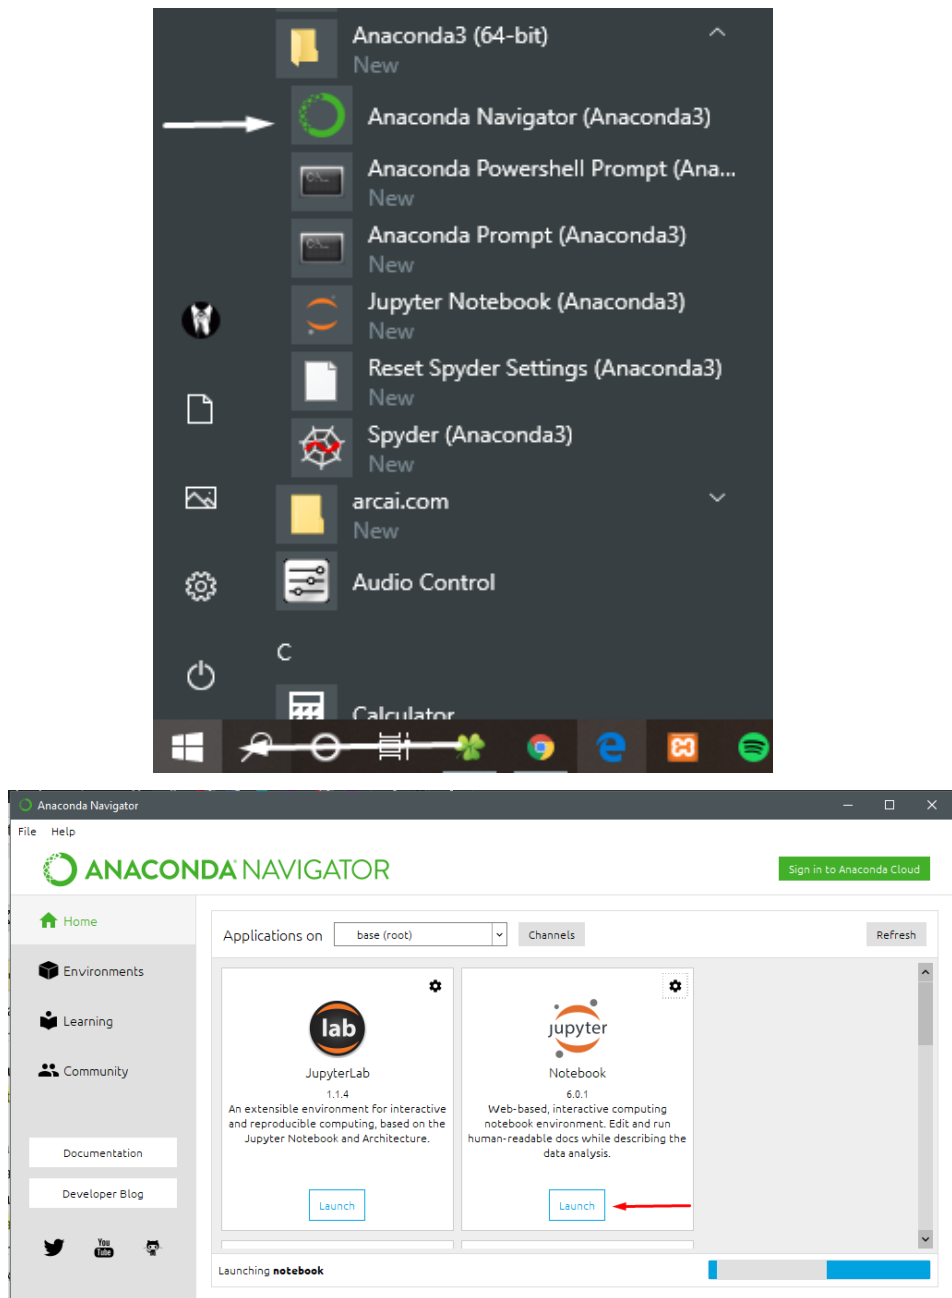 Anaconda3 (64-bit)
New
Anaconda Navigator (Anaconda3)
Anaconda Powershell Prompt (Ana...
New
Anaconda Prompt (Anaconda3)
New
Jupyter Notebook (Anaconda3)
New
Reset Spyder Settings (Anaconda3)
New
Spyder (Anaconda3)
New
arcai.com
New
Audio Control
C
Calculator
Anaconda Navigator
File Help
ANACONDA NAVIGATOR
Sign in to Anaconda Cloud
Home
Environments
Learning
Community
Documentation
Developer Blog
You
Tube
Applications on base (root) Channels Refresh
lab
JupyterLab
1.1.4
An extensible environment for interactive
and reproducible computing, based on the
Jupyter Notebook and Architecture.
Launch
jupyter
Notebook
6.0.1
Web-based, interactive computing
notebook environment. Edit and run
human-readable docs while describing the
data analysis.
Launch
Launching notebook